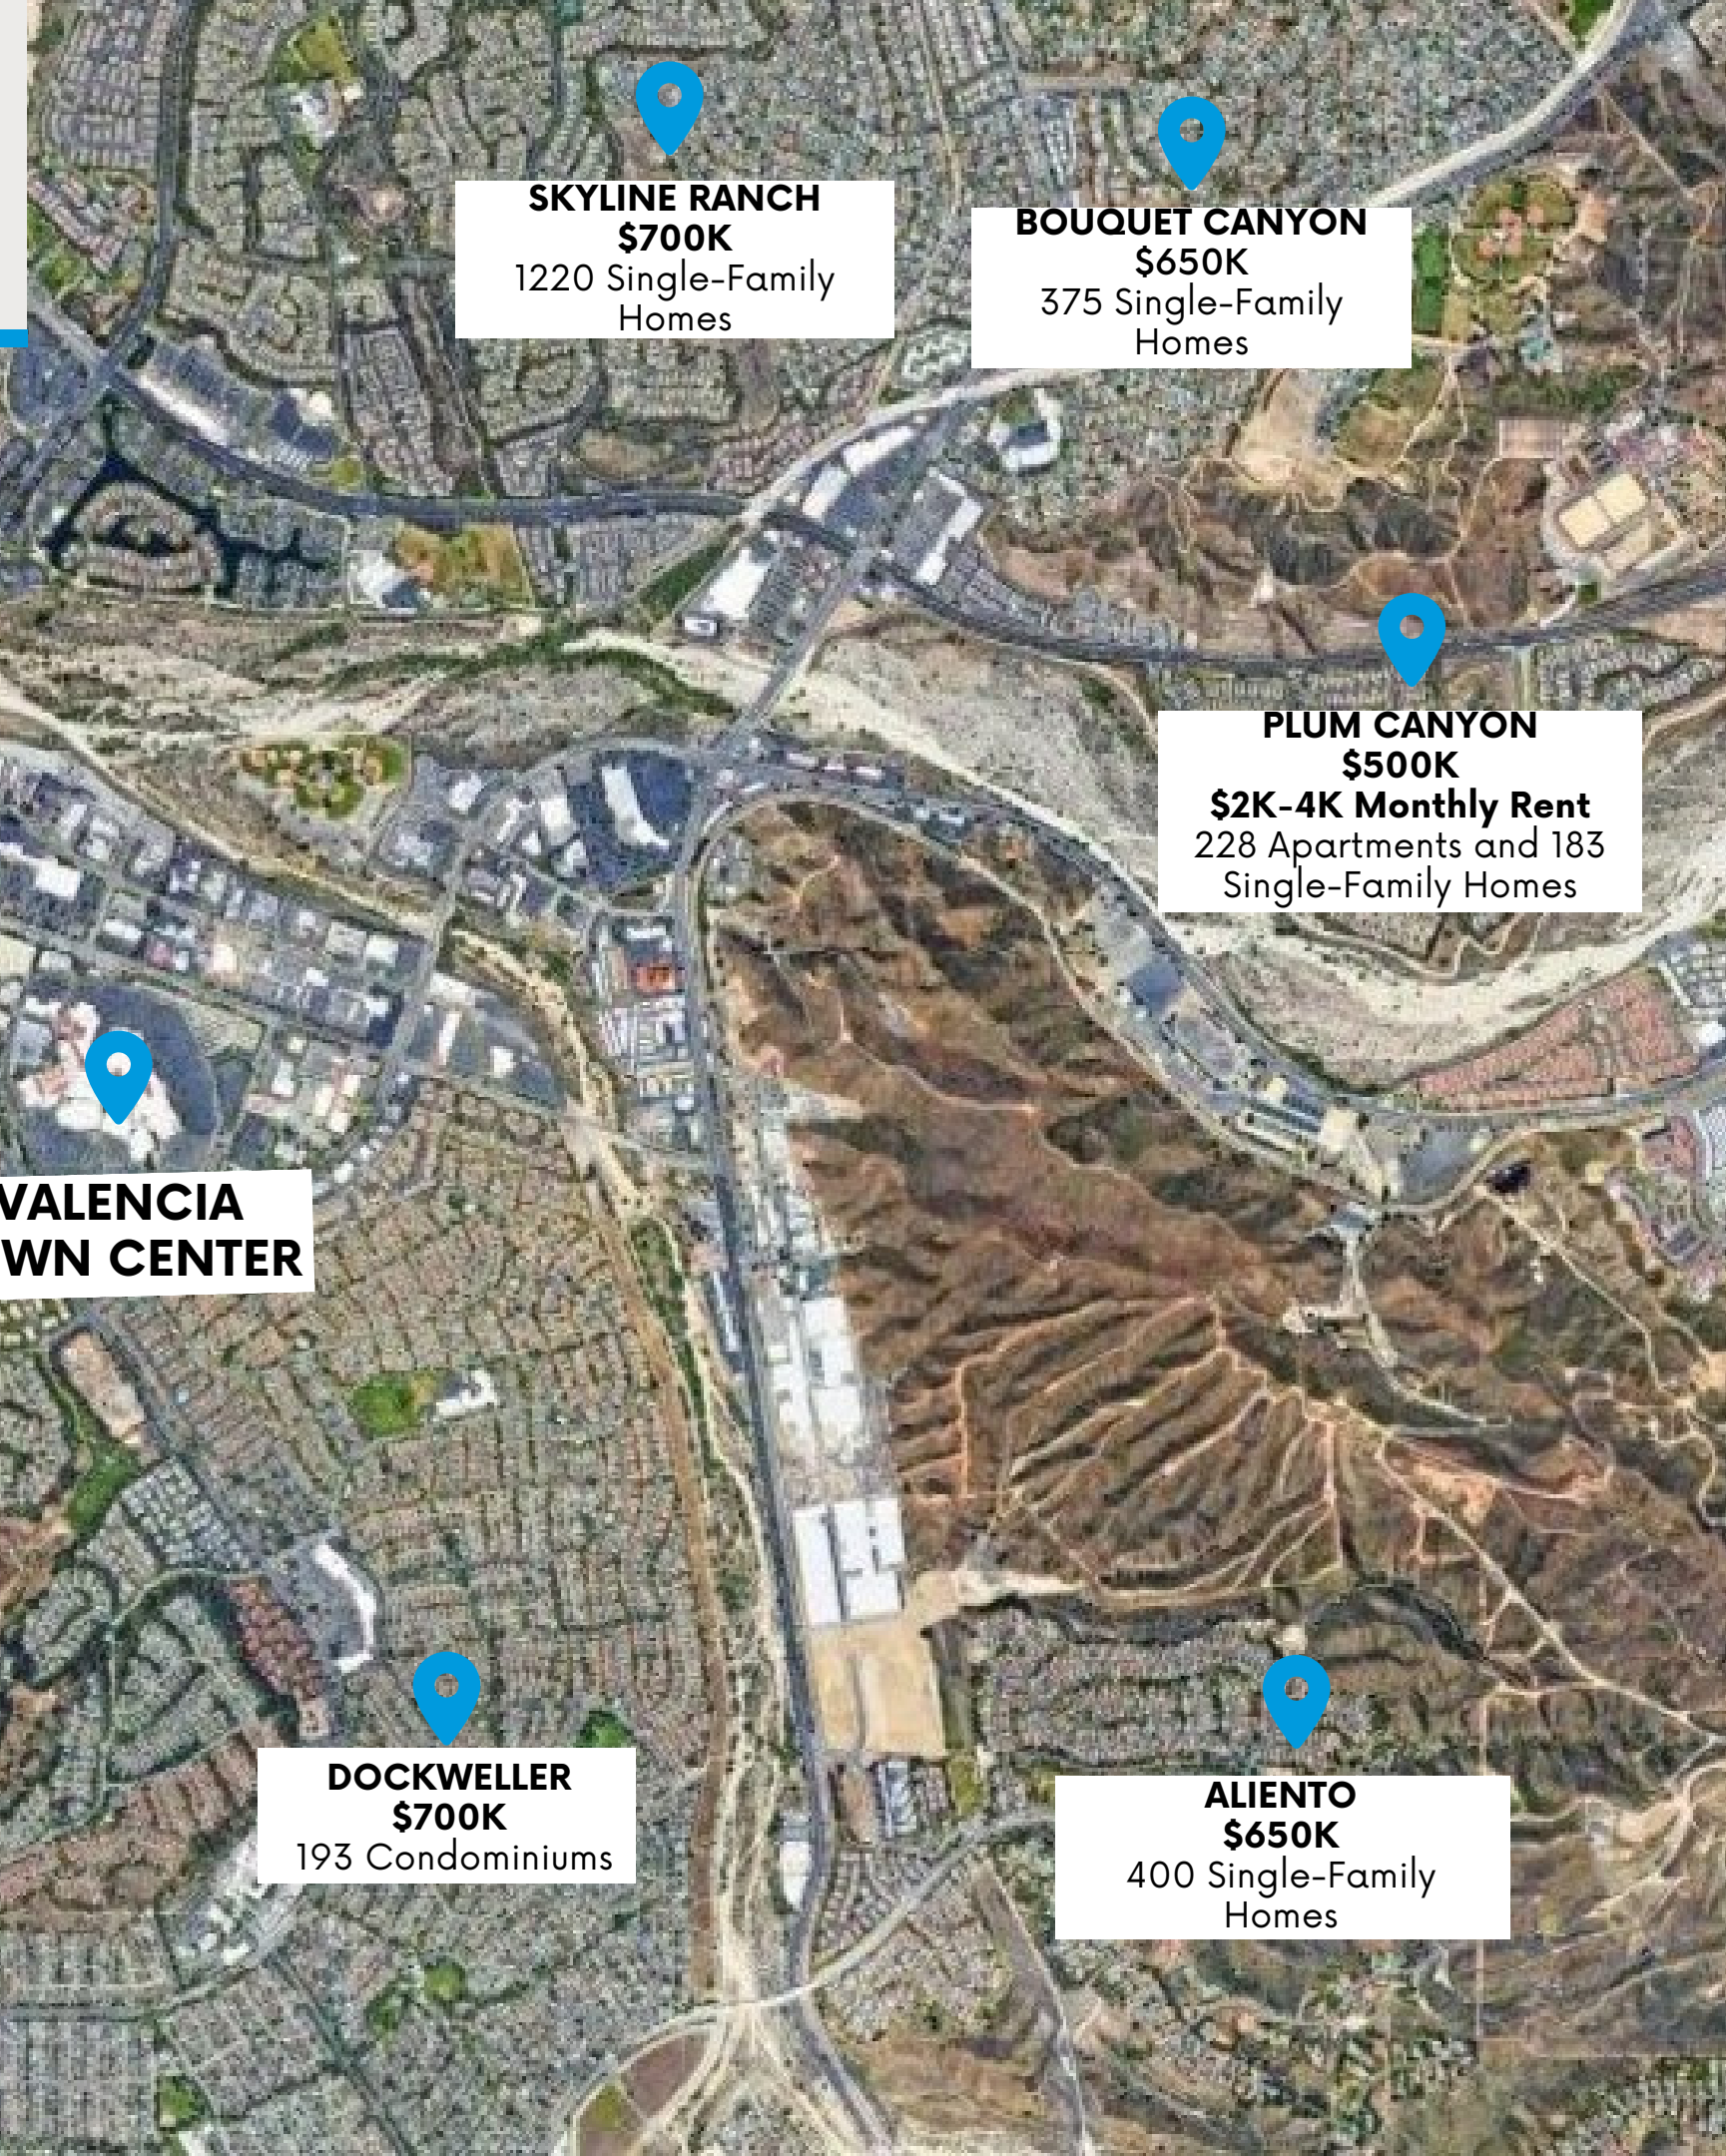 SKYLINE RANCH
$700K
1220 Single-Family
Homes
BOUQUET CANYON
$650K
375 Single-Family
Homes
PLUM CANYON
$500K
$2K-4K Monthly Rent
228 Apartments and 183
Single-Family Homes
VALENCIA
WN CENTER
DOCKWELLER
$700K
193 Condominiums
ALIENTO
$650K
400 Single-Family
Homes